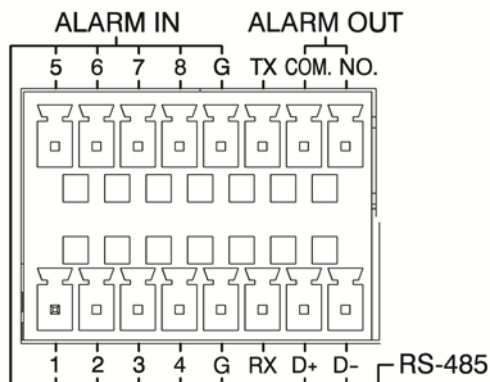 ALARM IN ALARM OUT
5 6 7 8 G TX COM. NO.
1 2 3 4 G RX D+ D- RS-485